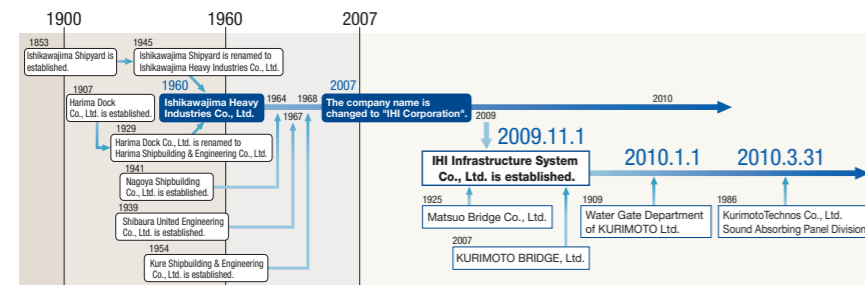 1900
1960
2007
1853
Ishikawajima Shipyard is
established.
1945
Ishikawajima Shipyard is renamed to
Ishikawajima Heavy Industries Co., Ltd.
1907
Harima Dock
Co., Ltd. is established.
1960
Ishikawajima Heavy
Industries Co., Ltd.
1964
1967
1968
2007
The company name is
changed to "IHI Corporation".
2009
2010
1929
Harima Dock Co., Ltd. is renamed to
Harima Shipbuilding & Engineering Co., Ltd.
1941
Nagoya Shipbuilding
Co., Ltd. is established.
1939
Shibaura United Engineering
Co., Ltd. is established.
1954
Kure Shipbuilding & Engineering
Co., Ltd. is established.
2009.11.1
IHI Infrastructure System
Co., Ltd. is established.
2010.1.1
2010.3.31
1925
Matsuo Bridge Co., Ltd.
2007
KURIMOTO BRIDGE, Ltd.
1909
Water Gate Department
of KURIMOTO Ltd.
1986
KurimotoTechnos Co., Ltd.
Sound Absorbing Panel Division